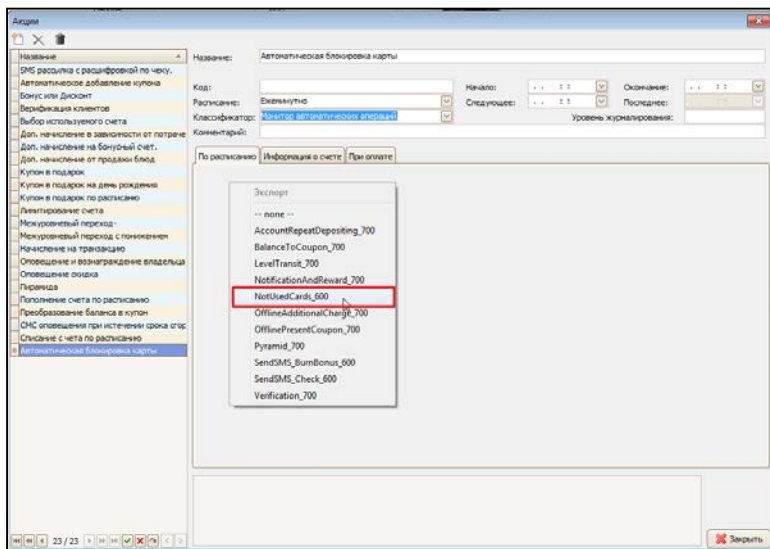 Акции
Название
SMS рассылка с расшифровкой по чеку.
Автоматическое добавление купона
Бонус или Дисконт
Верификация клиентов
Выбор используемого счета
Доп. начисление в зависимости от потраче
Доп. начисление на бонусный счет.
Доп. начисление от продажи блюд
Купон в подарок
Купон в подарок на день рождения
Купон в подарок по расписанию
Лимитирование счета
Межуровневый переход-
Межуровневый переход с понижением
Начисление на транзакцию
Оповещение и вознаграждение владельца
Оповещение скидка
Пирамида
Пополнение счета по расписанию
Преобразование баланса в купон
СМС оповещения при истечении срока сгор
Списание с счета по расписанию
Автоматическая блокировка карты
23 / 23
Название: Автоматическая блокировка карты
Код: Начало: . . : : Окончание: . . : :
Расписание: Ежеминутно Следующее: . . : : Последнее: . . : :
Классификатор: Монитор автоматических операций Уровень журналирования:
Комментарий:
По расписанию Информация о счете При оплате
Экспорт
-- none --
AccountRepeatDepositing_700
BalanceToCoupon_700
LevelTransit_700
NotificationAndReward_700
NotUsedCards_600
OfflineAdditionalCharge_700
OfflinePresentCoupon_700
Pyramid_700
SendSMS_BurnBonus_600
SendSMS_Check_600
Verification_700
Закрыть